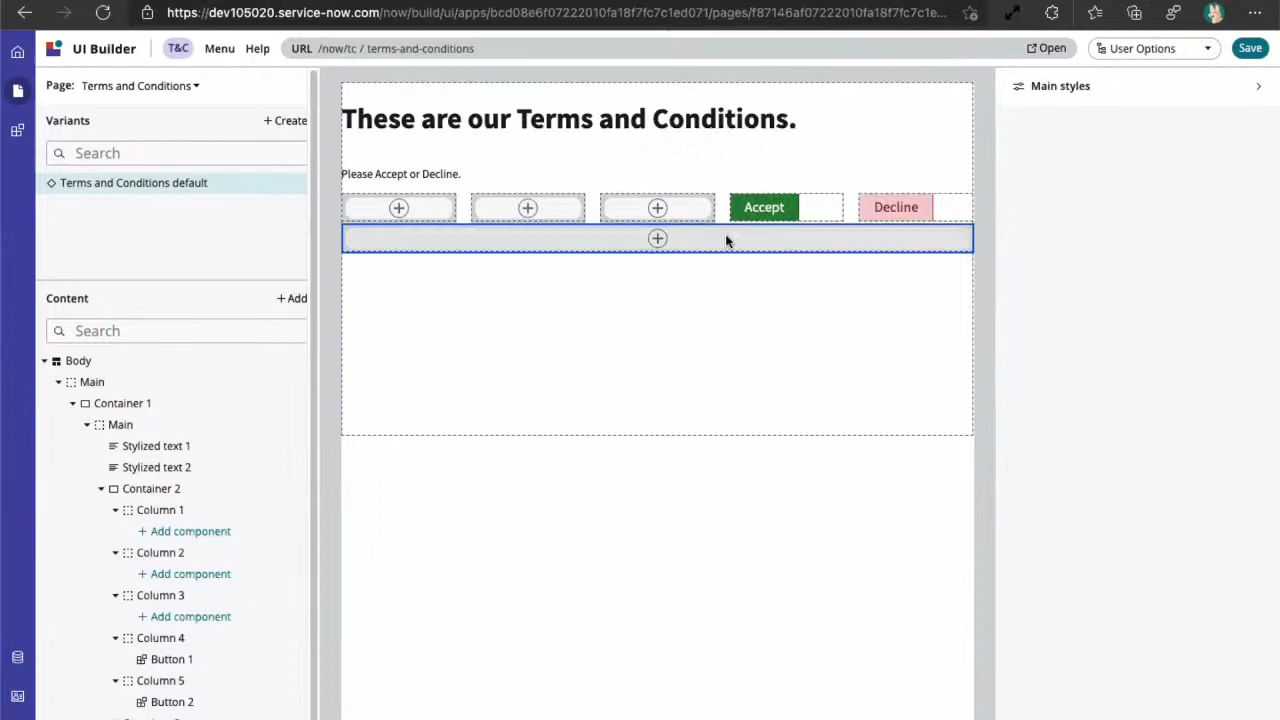 https://dev105020.service-now.com/now/build/ui/apps/bcd08e6f07222010fa18f7fc7c1ed071/pages/f87146af07222010fa18f7fc7c1e...
UI Builder T&C Menu Help URL /now/tc / terms-and-conditions Open User Options Save
Page: Terms and Conditions
Main styles
Variants + Create
Search
Terms and Conditions default
Content + Add
Search
Body
Main
Container 1
Main
Stylized text 1
Stylized text 2
Container 2
Column 1
+ Add component
Column 2
+ Add component
Column 3
+ Add component
Column 4
Button 1
Column 5
Button 2
These are our Terms and Conditions.
Please Accept or Decline.
Accept Decline